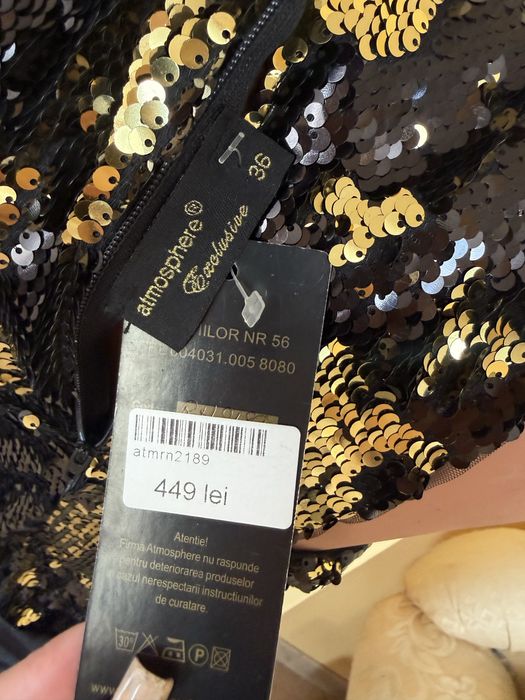 36
atmosphere®
Exclusive
ILOR NR 56
004031.005 8080
atmrn2189
449 lei
Atentie!
Firma Atmosphere nu raspunde
pentru deteriorarea produselor
cazul nerespectarii instructiunilor
de curatare.
30°